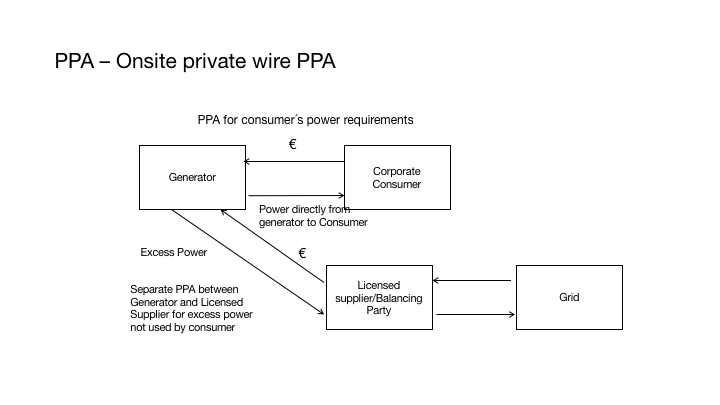 PPA – Onsite private wire PPA
PPA for consumer´s power requirements
€
Generator
Corporate
Consumer
Power directly from
generator to Consumer
Excess Power
€
Separate PPA between
Generator and Licensed
Supplier for excess power
not used by consumer
Licensed
supplier/Balancing
Party
Grid